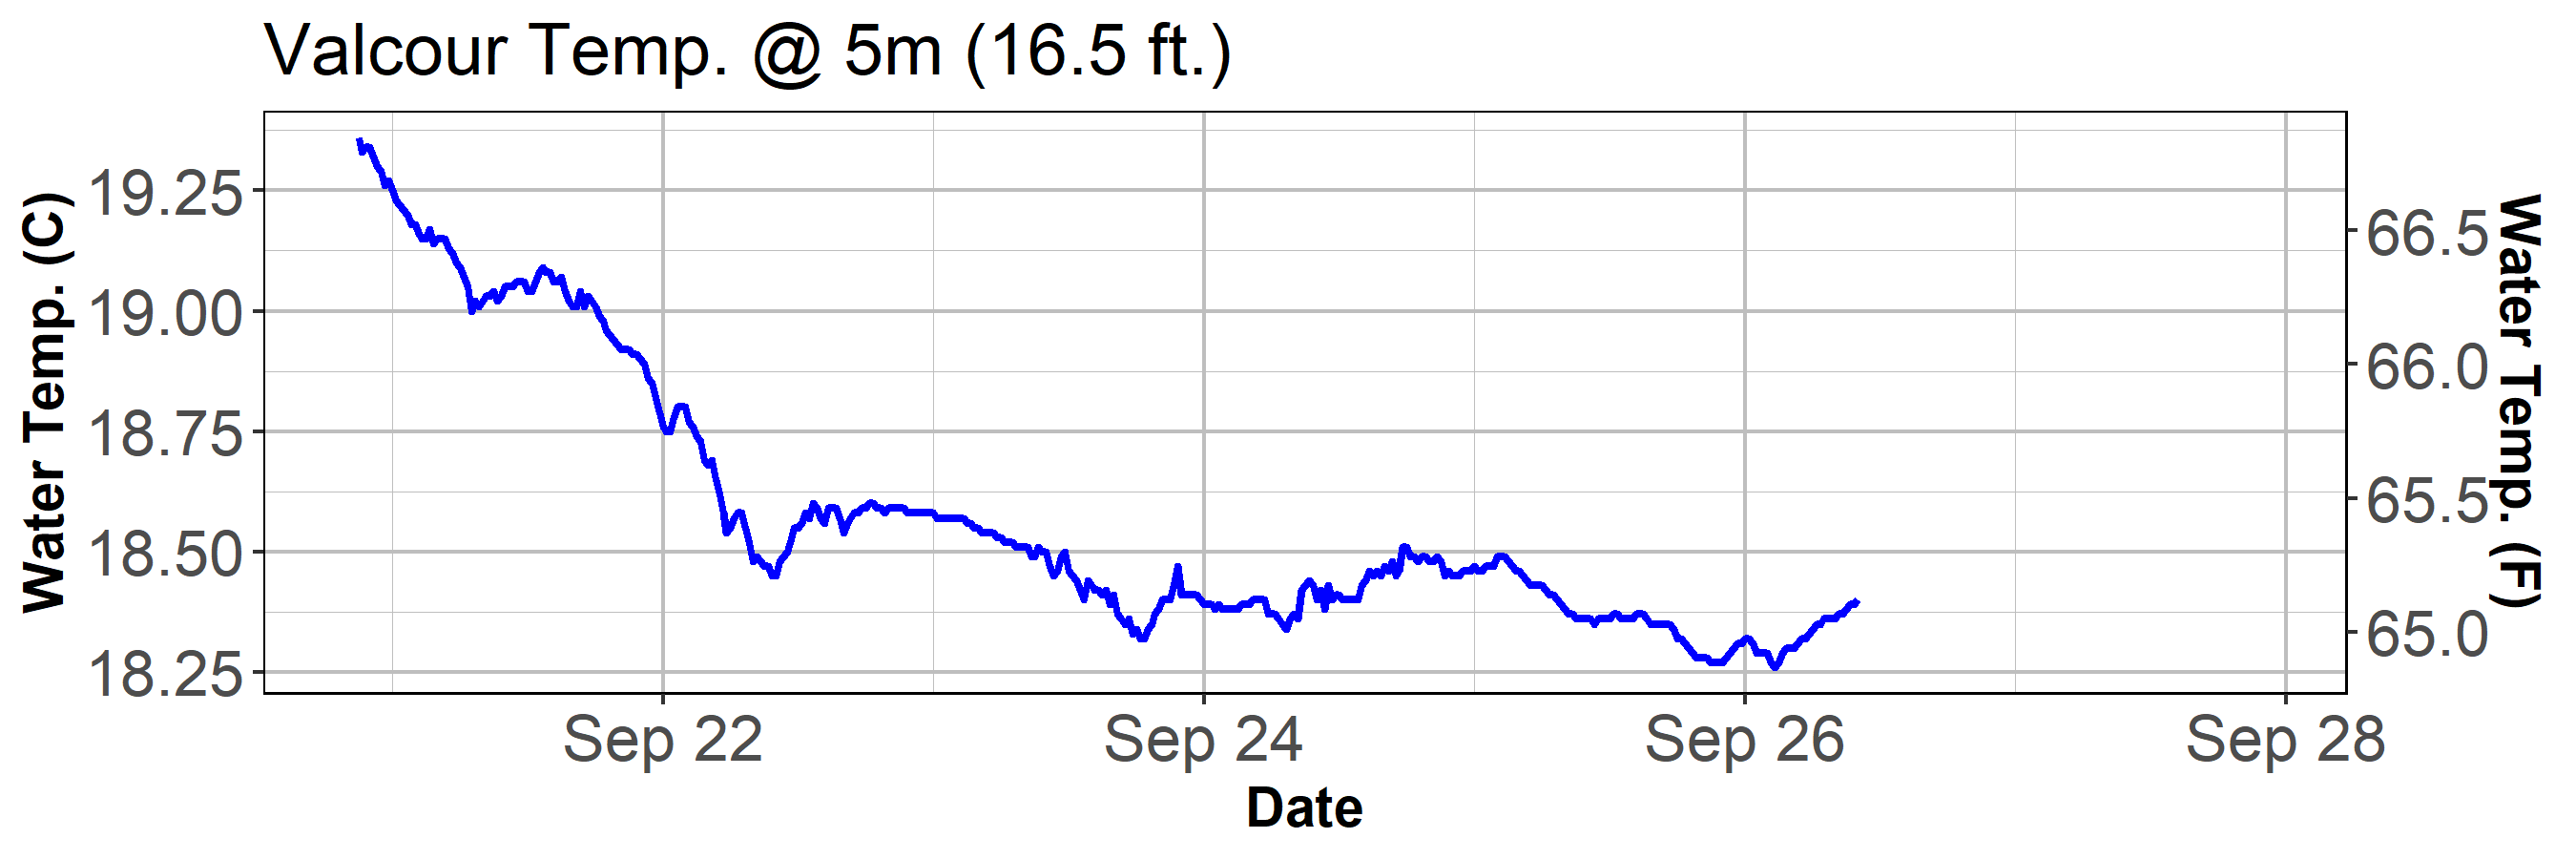 Valcour Temp. @ 5m (16.5 ft.)
Water Temp. (C)
19.25
19.00
18.75
18.50
18.25
66.5
66.0
65.5
65.0
Water Temp. (F)
Sep 22 Sep 24 Sep 26 Sep 28
Date